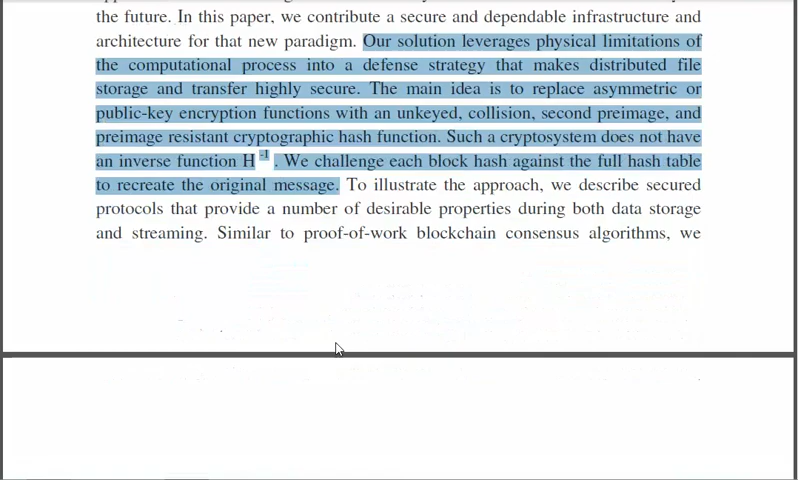 the future. In this paper, we contribute a secure and dependable infrastructure and
architecture for that new paradigm. Our solution leverages physical limitations of
the computational process into a defense strategy that makes distributed file
storage and transfer highly secure. The main idea is to replace asymmetric or
public-key encryption functions with an unkeyed, collision, second preimage, and
preimage resistant cryptographic hash function. Such a cryptosystem does not have
an inverse function H -1 . We challenge each block hash against the full hash table
to recreate the original message. To illustrate the approach, we describe secured
protocols that provide a number of desirable properties during both data storage
and streaming. Similar to proof-of-work blockchain consensus algorithms, we